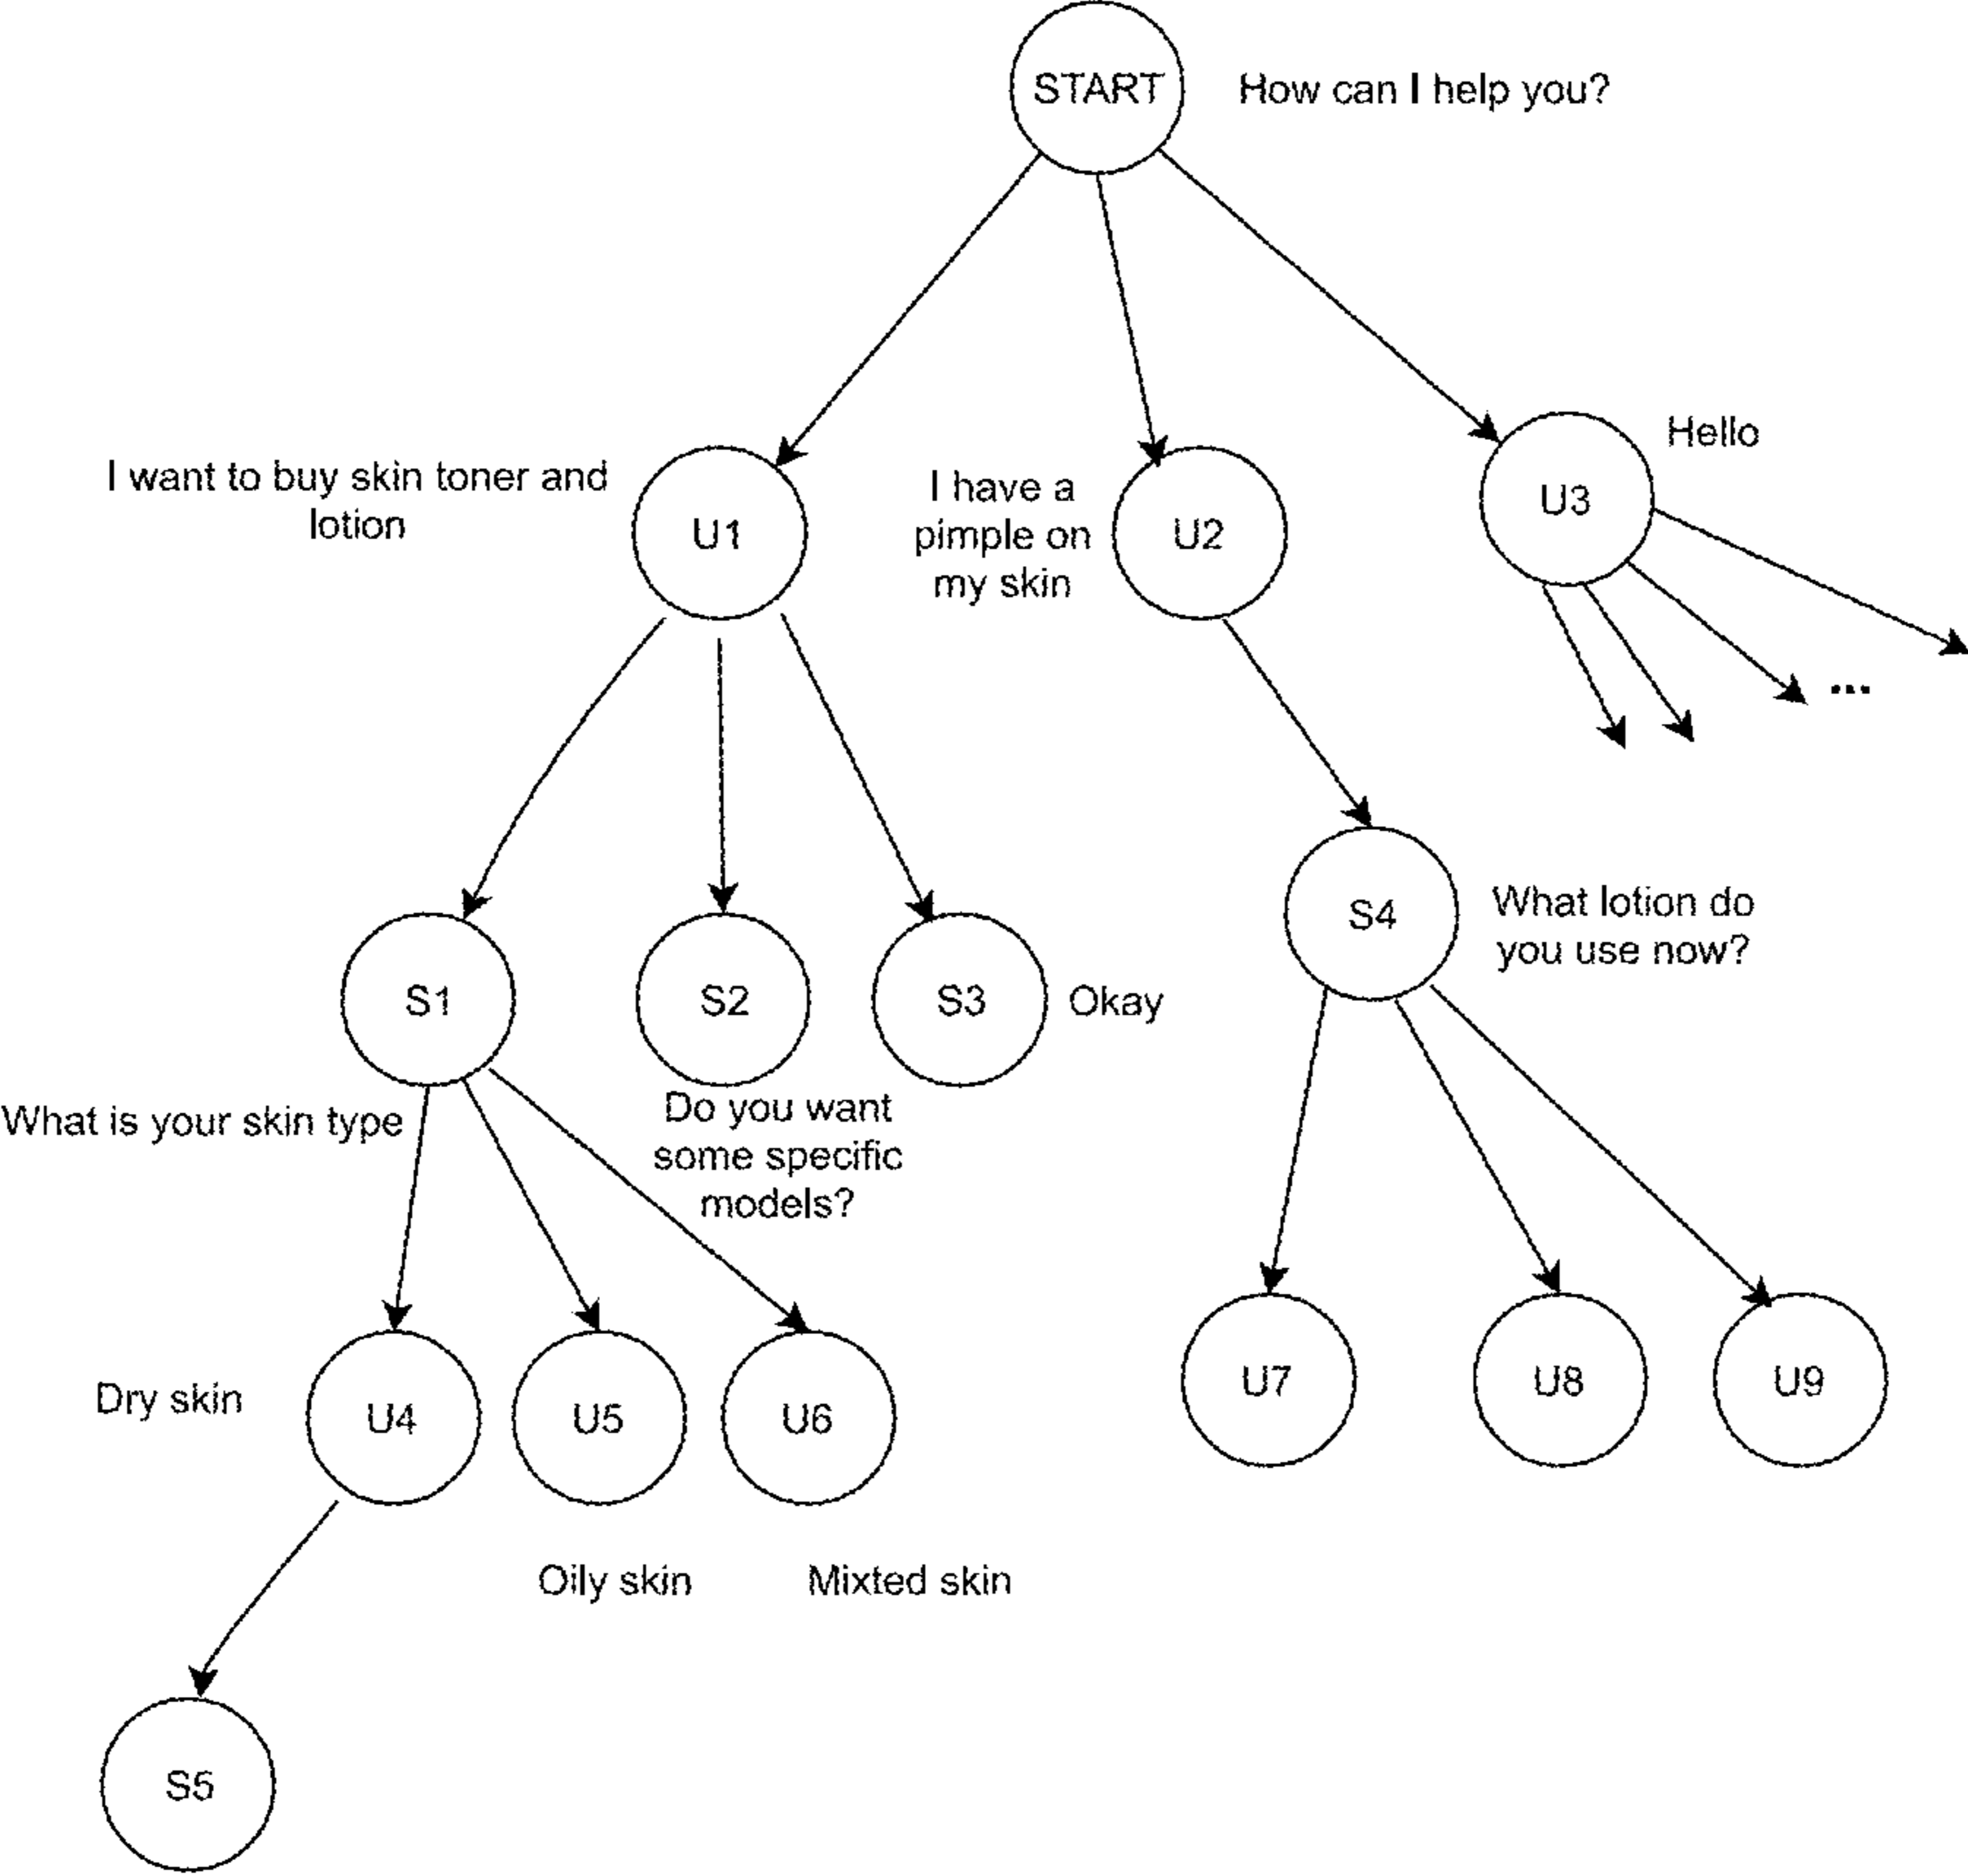 START
How can I help you?
Hello
I want to buy skin toner and
lotion
U1
I have a
pimple on
my skin
U2
U3
...
S1
S2
S3
Okay
S4
What lotion do
you use now?
What is your skin type
Do you want
some specific
models?
Dry skin
U4
U5
U6
U7
U8
U9
Oily skin
Mixted skin
S5